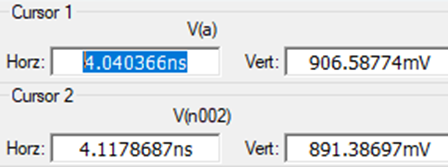 Cursor 1
V(a)
Horz: 4.040366ns Vert: 906.58774mV
Cursor 2
V(n002)
Horz: 4.1178687ns Vert: 891.38697mV